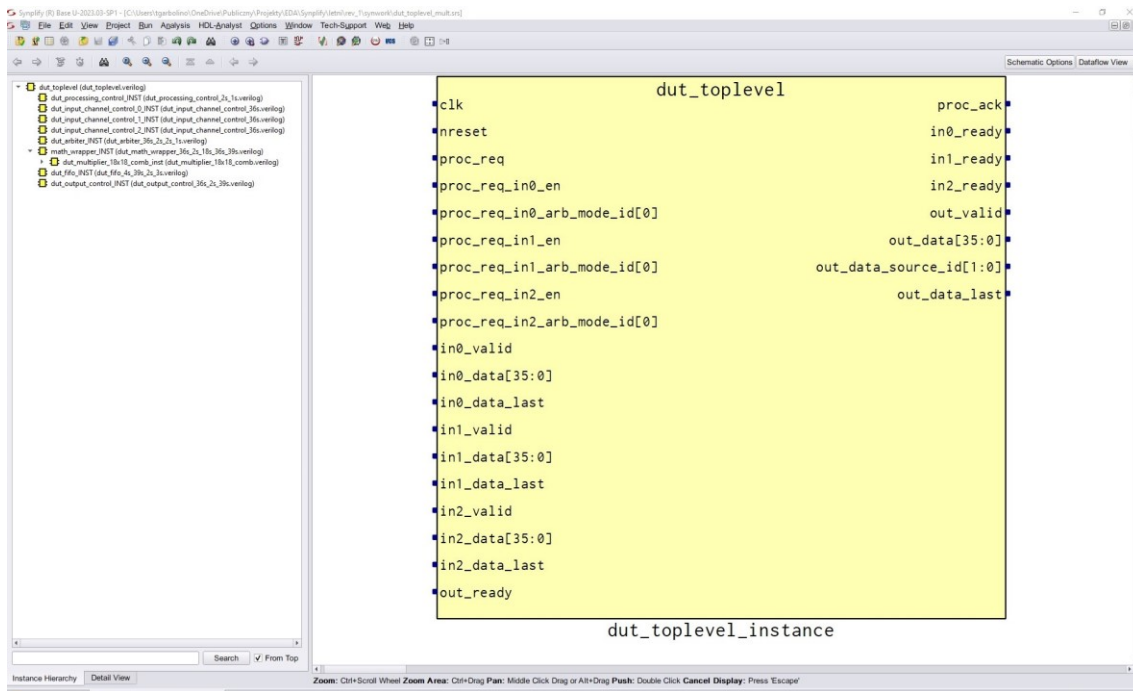 Synplify (R) Base U-2023.03-SP1 - [C:\Users\tgarbolino\OneDrive\Publiczny\Projekty\EDA\Synplify\letni\rev_1\synwork\dut_toplevel_mult.srs]
File Edit View Project Run Analysis HDL-Analyst Options Window Tech-Support Web Help
Schematic Options Dataflow View
dut_toplevel (dut_toplevel.verilog)
dut_processing_control_INST (dut_processing_control_2s_1s.verilog)
dut_input_channel_control_0_INST (dut_input_channel_control_36s.verilog)
dut_input_channel_control_1_INST (dut_input_channel_control_36s.verilog)
dut_input_channel_control_2_INST (dut_input_channel_control_36s.verilog)
dut_arbiter_INST (dut_arbiter_36s_2s_2s_1s.verilog)
math_wrapper_INST (dut_math_wrapper_36s_2s_18s_36s_39s.verilog)
dut_multiplier_18x18_comb_inst (dut_multiplier_18x18_comb.verilog)
dut_fifo_INST (dut_fifo_4s_39s_2s_3s.verilog)
dut_output_control_INST (dut_output_control_36s_2s_39s.verilog)
Search From Top
Instance Hierarchy Detail View
dut_toplevel
clk
nreset
proc_req
proc_req_in0_en
proc_req_in0_arb_mode_id[0]
proc_req_in1_en
proc_req_in1_arb_mode_id[0]
proc_req_in2_en
proc_req_in2_arb_mode_id[0]
in0_valid
in0_data[35:0]
in0_data_last
in1_valid
in1_data[35:0]
in1_data_last
in2_valid
in2_data[35:0]
in2_data_last
out_ready
proc_ack
in0_ready
in1_ready
in2_ready
out_valid
out_data[35:0]
out_data_source_id[1:0]
out_data_last
dut_toplevel_instance
Zoom: Ctrl+Scroll Wheel Zoom Area: Ctrl+Drag Pan: Middle Click Drag or Alt+Drag Push: Double Click Cancel Display: Press 'Escape'